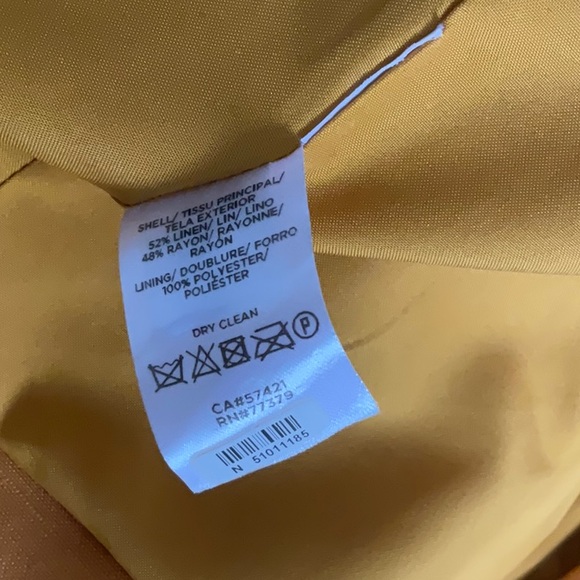 SHELL/ TISSU PRINCIPAL/
TELA EXTERIOR
52% LINEN/ LIN/ LINO
48% RAYON/ RAYONNE/
RAYÓN
LINING/ DOUBLURE/ FORRO
100% POLYESTER/
POLIÉSTER
DRY CLEAN
P
CA#57421
RN#77379
N 51011185